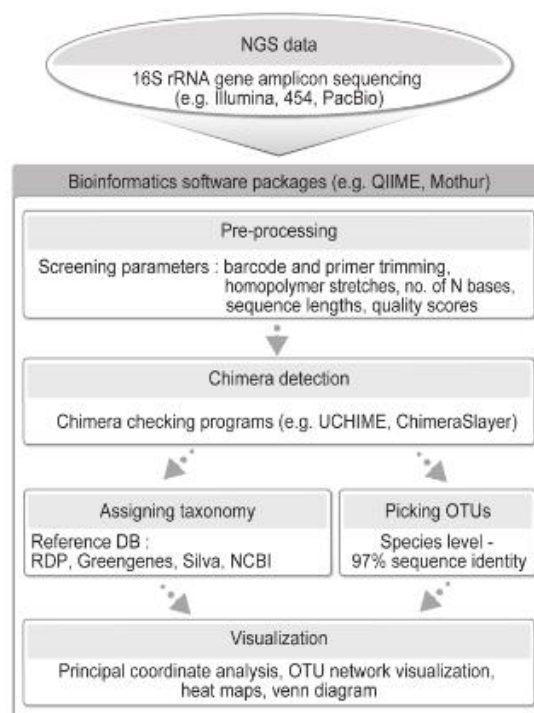 NGS data
16S rRNA gene amplicon sequencing
(e.g. Illumina, 454, PacBio)
Bioinformatics software packages (e.g. QIIME, Mothur)
Pre-processing
Screening parameters : barcode and primer trimming,
homopolymer stretches, no. of N bases,
sequence lengths, quality scores
Chimera detection
Chimera checking programs (e.g. UCHIME, ChimeraSlayer)
Assigning taxonomy
Reference DB :
RDP, Greengenes, Silva, NCBI
Picking OTUs
Species level -
97% sequence identity
Visualization
Principal coordinate analysis, OTU network visualization,
heat maps, venn diagram